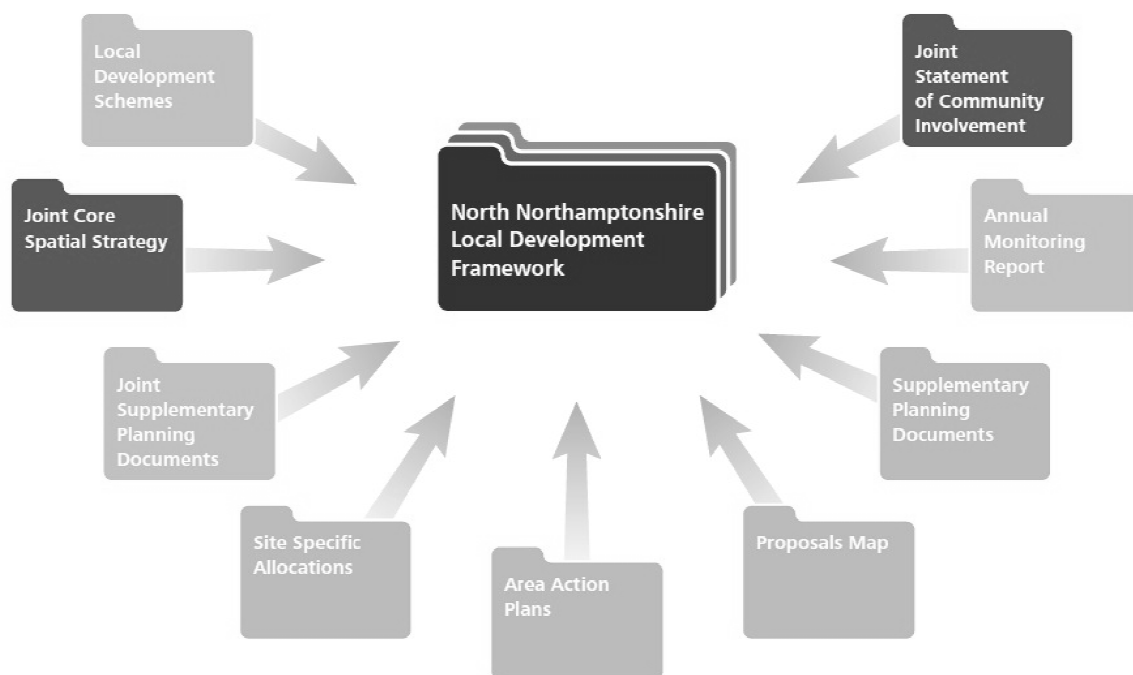 Local
Development
Schemes
Joint
Statement
of Community
Involvement
North Northamptonshire
Local Development
Framework
Joint Core
Spatial Strategy
Annual
Monitoring
Report
Joint
Supplementary
Planning
Documents
Supplementary
Planning
Documents
Site Specific
Allocations
Area Action
Plans
Proposals Map